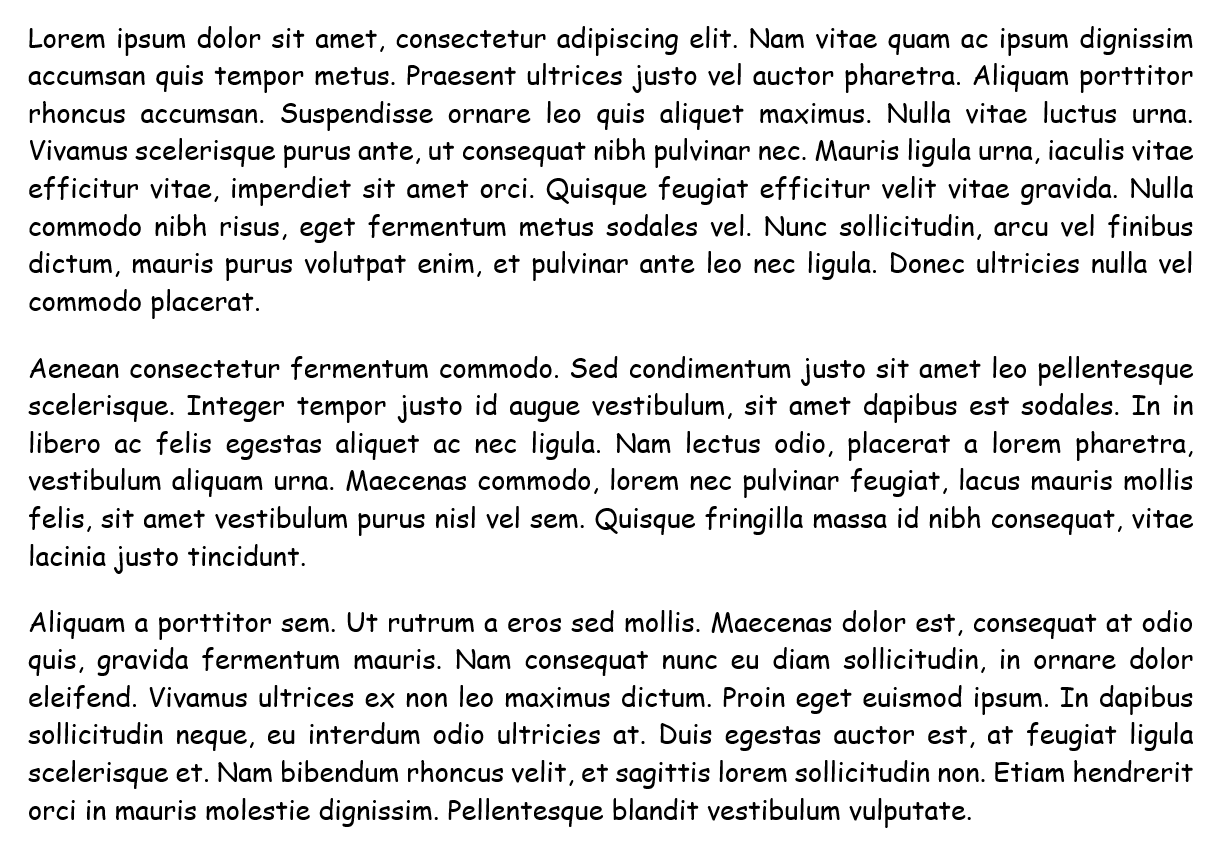 Lorem ipsum dolor sit amet, consectetur adipiscing elit. Nam vitae quam ac ipsum dignissim
accumsan quis tempor metus. Praesent ultrices justo vel auctor pharetra. Aliquam porttitor
rhoncus accumsan. Suspendisse ornare leo quis aliquet maximus. Nulla vitae luctus urna.
Vivamus scelerisque purus ante, ut consequat nibh pulvinar nec. Mauris ligula urna, iaculis vitae
efficitur vitae, imperdiet sit amet orci. Quisque feugiat efficitur velit vitae gravida. Nulla
commodo nibh risus, eget fermentum metus sodales vel. Nunc sollicitudin, arcu vel finibus
dictum, mauris purus volutpat enim, et pulvinar ante leo nec ligula. Donec ultricies nulla vel
commodo placerat.
Aenean consectetur fermentum commodo. Sed condimentum justo sit amet leo pellentesque
scelerisque. Integer tempor justo id augue vestibulum, sit amet dapibus est sodales. In in
libero ac felis egestas aliquet ac nec ligula. Nam lectus odio, placerat a lorem pharetra,
vestibulum aliquam urna. Maecenas commodo, lorem nec pulvinar feugiat, lacus mauris mollis
felis, sit amet vestibulum purus nisl vel sem. Quisque fringilla massa id nibh consequat, vitae
lacinia justo tincidunt.
Aliquam a porttitor sem. Ut rutrum a eros sed mollis. Maecenas dolor est, consequat at odio
quis, gravida fermentum mauris. Nam consequat nunc eu diam sollicitudin, in ornare dolor
eleifend. Vivamus ultrices ex non leo maximus dictum. Proin eget euismod ipsum. In dapibus
sollicitudin neque, eu interdum odio ultricies at. Duis egestas auctor est, at feugiat ligula
scelerisque et. Nam bibendum rhoncus velit, et sagittis lorem sollicitudin non. Etiam hendrerit
orci in mauris molestie dignissim. Pellentesque blandit vestibulum vulputate.